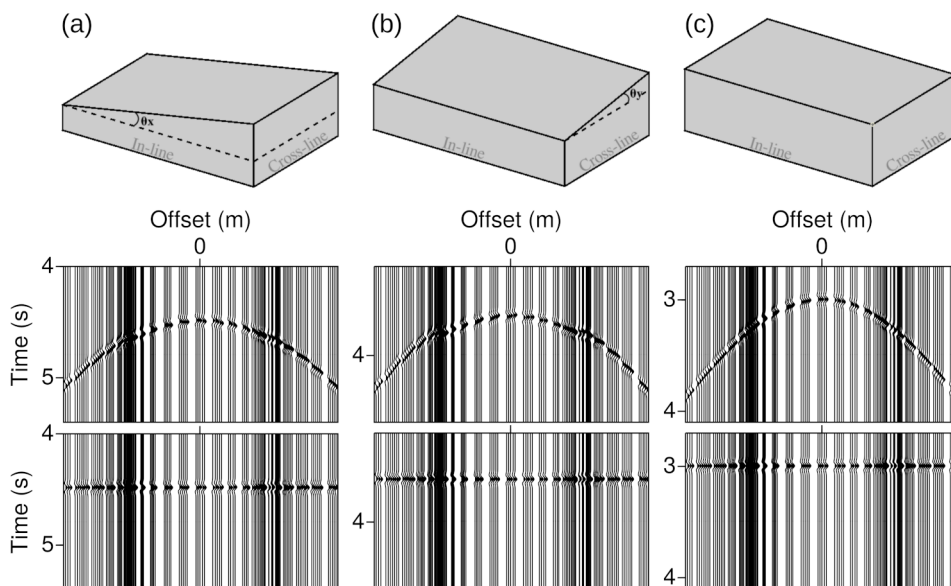 (a) (b) (c)
θx
In-line
Cross-line
θy
In-line
Cross-line
In-line
Cross-line
Offset (m) Offset (m) Offset (m)
0 0 0
Time (s)
4
5
4
3
4
Time (s)
4
5
4
3
4